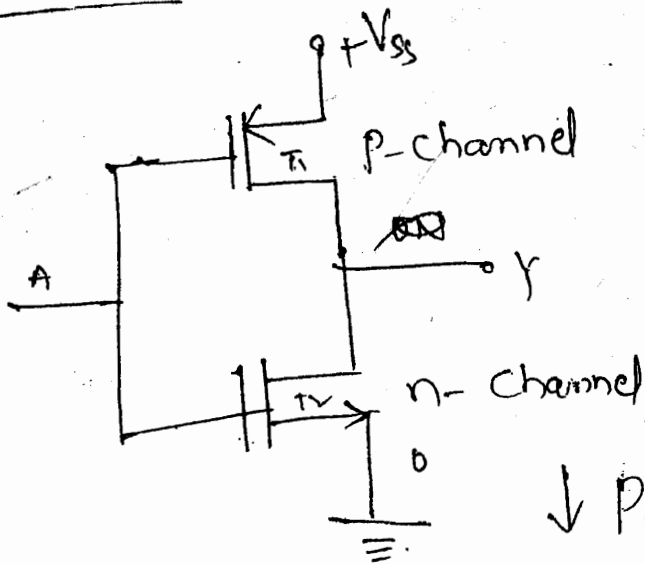 +Vss
T1
P-channel
A
Y
n- Channel
T2
0
↓ P